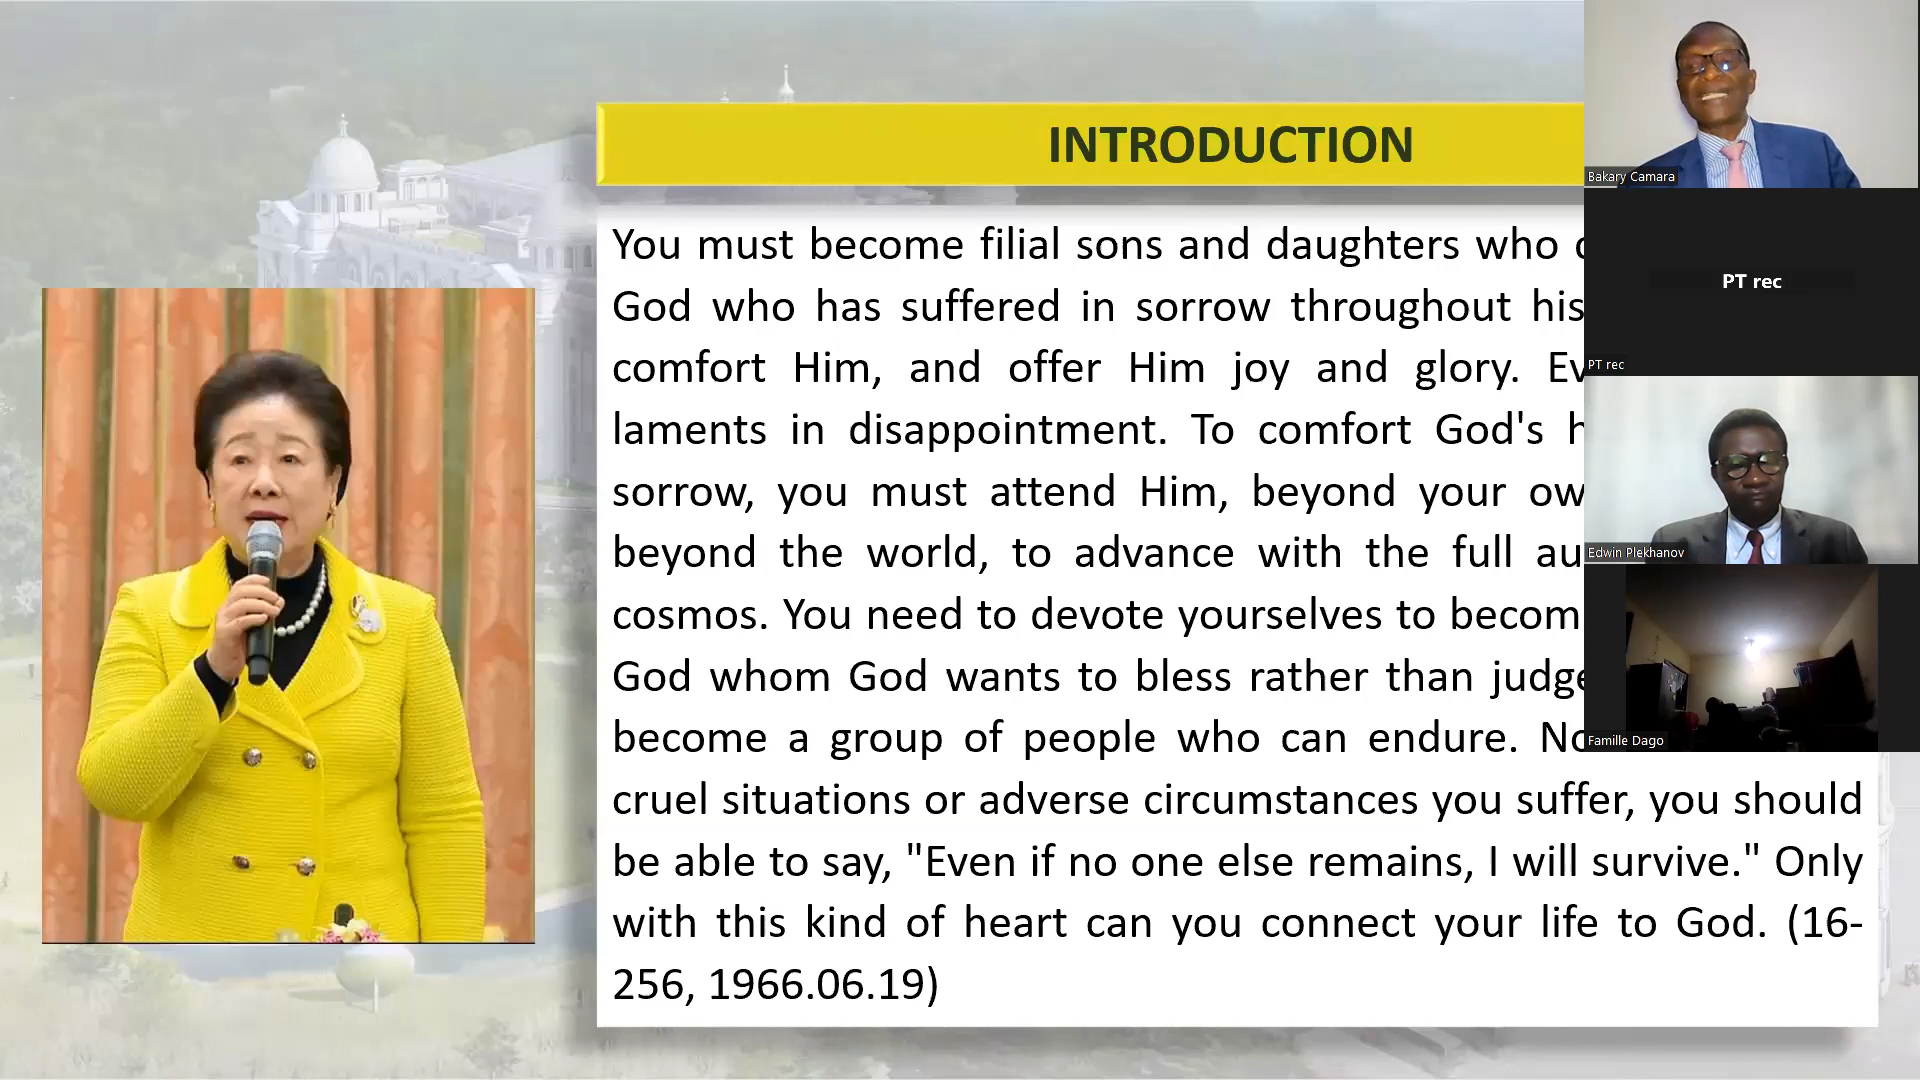 INTRODUCTION
You must become filial sons and daughters who
God who has suffered in sorrow throughout
comfort Him, and offer Him joy and glory.
laments in disappointment. To comfort God's
sorrow, you must attend Him, beyond your
beyond the world, to advance with the full
cosmos. You need to devote yourselves to
God whom God wants to bless rather than
become a group of people who can endure.
cruel situations or adverse circumstances you suffer, you should
be able to say, "Even if no one else remains, I will survive." Only
with this kind of heart can you connect your life to God. (16-
256, 1966.06.19)
Bakary Camara
PT rec
PT rec
Edwin Plekhanov
Famille Dago